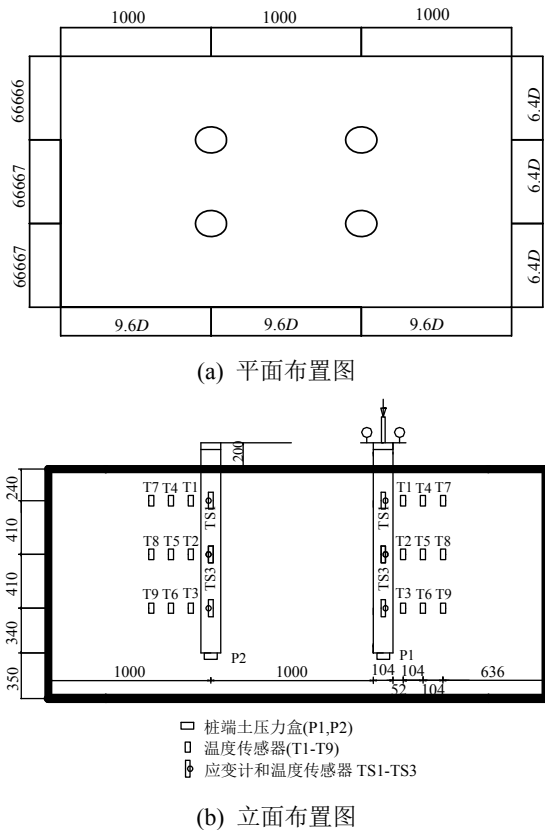 1000 1000 1000
66666 6.4D
66667 6.4D
66667 6.4D
9.6D 9.6D 9.6D
(a) 平面布置图
200
240
T7 T4 T1 TS1 TS1 T1 T4 T7
410
T8 T5 T2 T2 T5 T8
410
TS3 TS3
T9 T6 T3 T3 T6 T9
340
P2 P1
350
1000 1000 104 104 636
52 104
桩端土压力盒(P1,P2)
温度传感器(T1-T9)
应变计和温度传感器 TS1-TS3
(b) 立面布置图